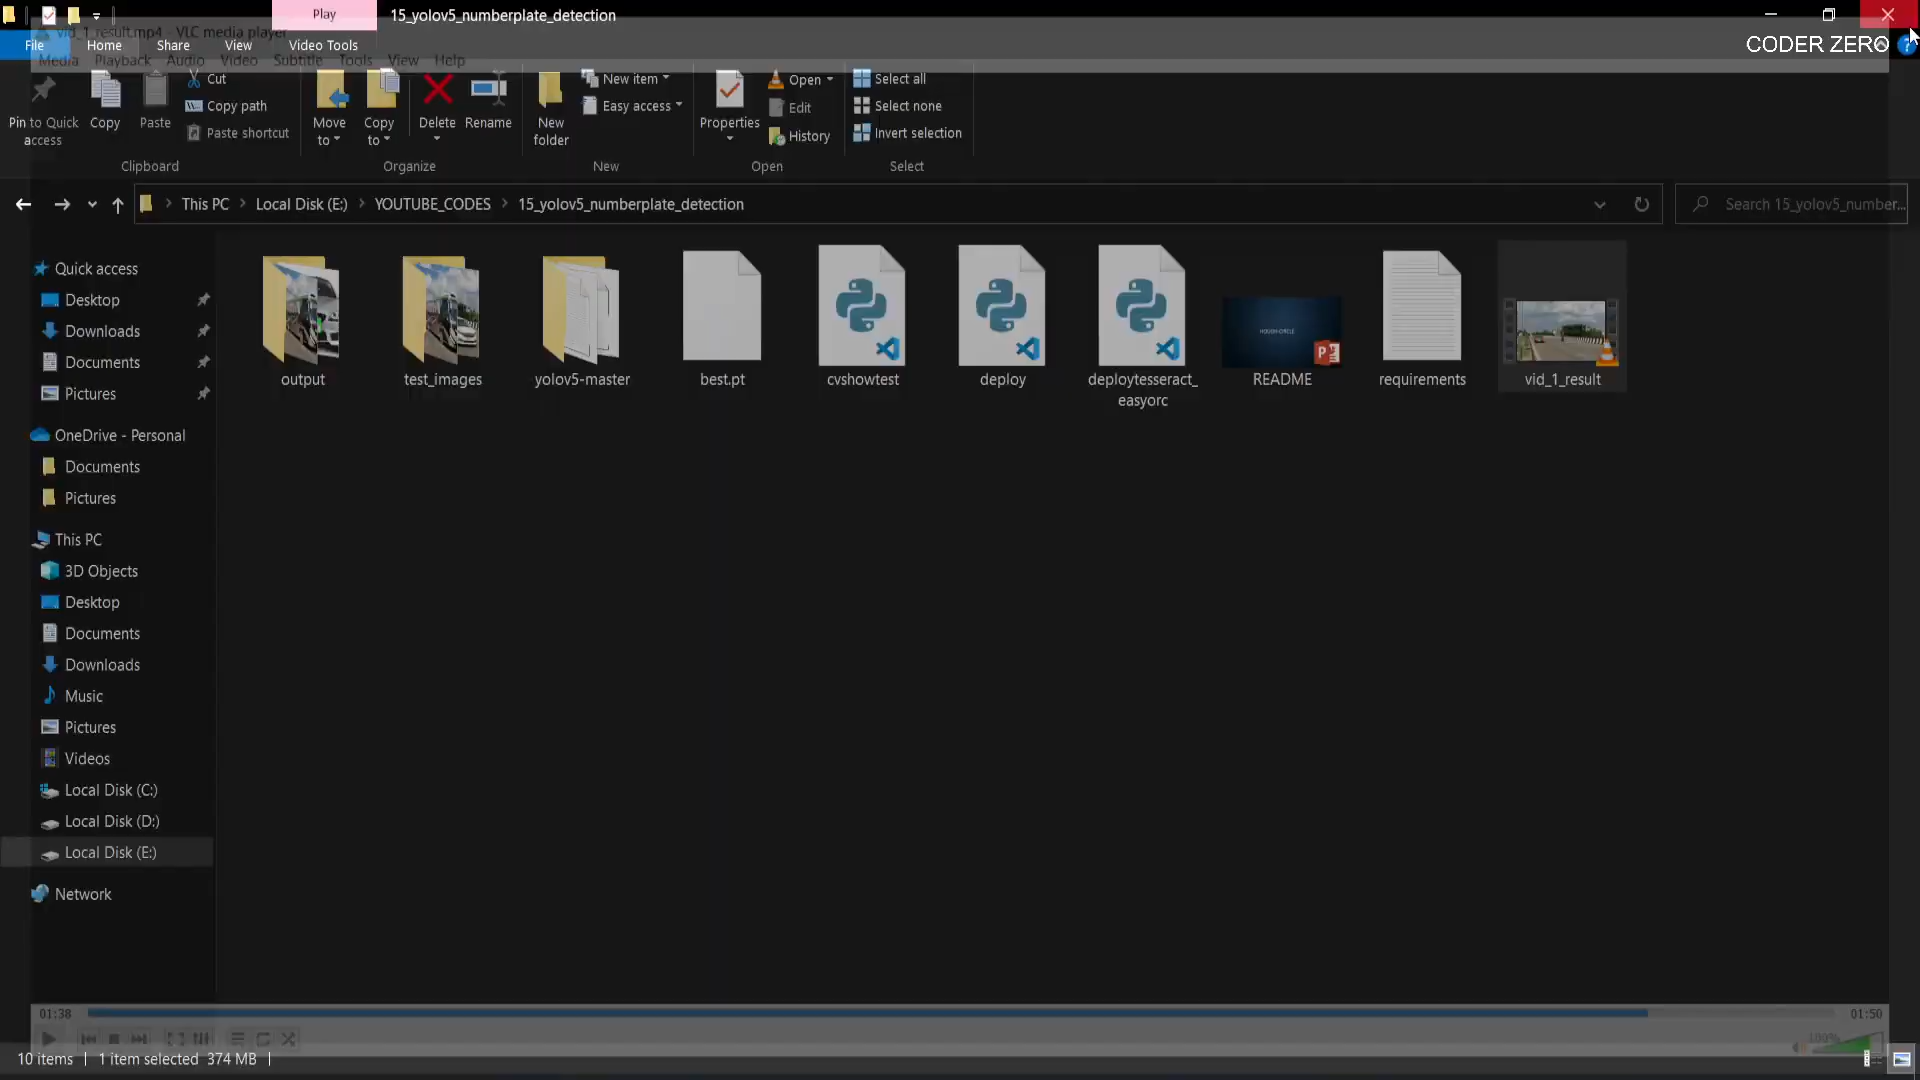 Play
15_yolov5_numberplate_detection
vid_1_result.mp4 - VLC media player
File
Home
Share
View
Video Tools
CODER ZERO
Media Playback Audio Video Subtitle Tools View Help
Pin to Quick access
Copy
Paste
Cut
Copy path
Paste shortcut
Clipboard
Move to
Copy to
Delete
Rename
Organize
New folder
New item
Easy access
New
Properties
Open
Edit
History
Open
Select all
Select none
Invert selection
Select
This PC
Local Disk (E:)
YOUTUBE_CODES
15_yolov5_numberplate_detection
Search 15_yolov5_number...
Quick access
Desktop
Downloads
Documents
Pictures
OneDrive - Personal
Documents
Pictures
This PC
3D Objects
Desktop
Documents
Downloads
Music
Pictures
Videos
Local Disk (C:)
Local Disk (D:)
Local Disk (E:)
Network
output
test_images
yolov5-master
best.pt
cvshowtest
deploy
deploytesseract_
easyorc
HOUGH-CIRCLE
README
requirements
vid_1_result
01:38
01:50
100%
10 items
1 item selected 374 MB